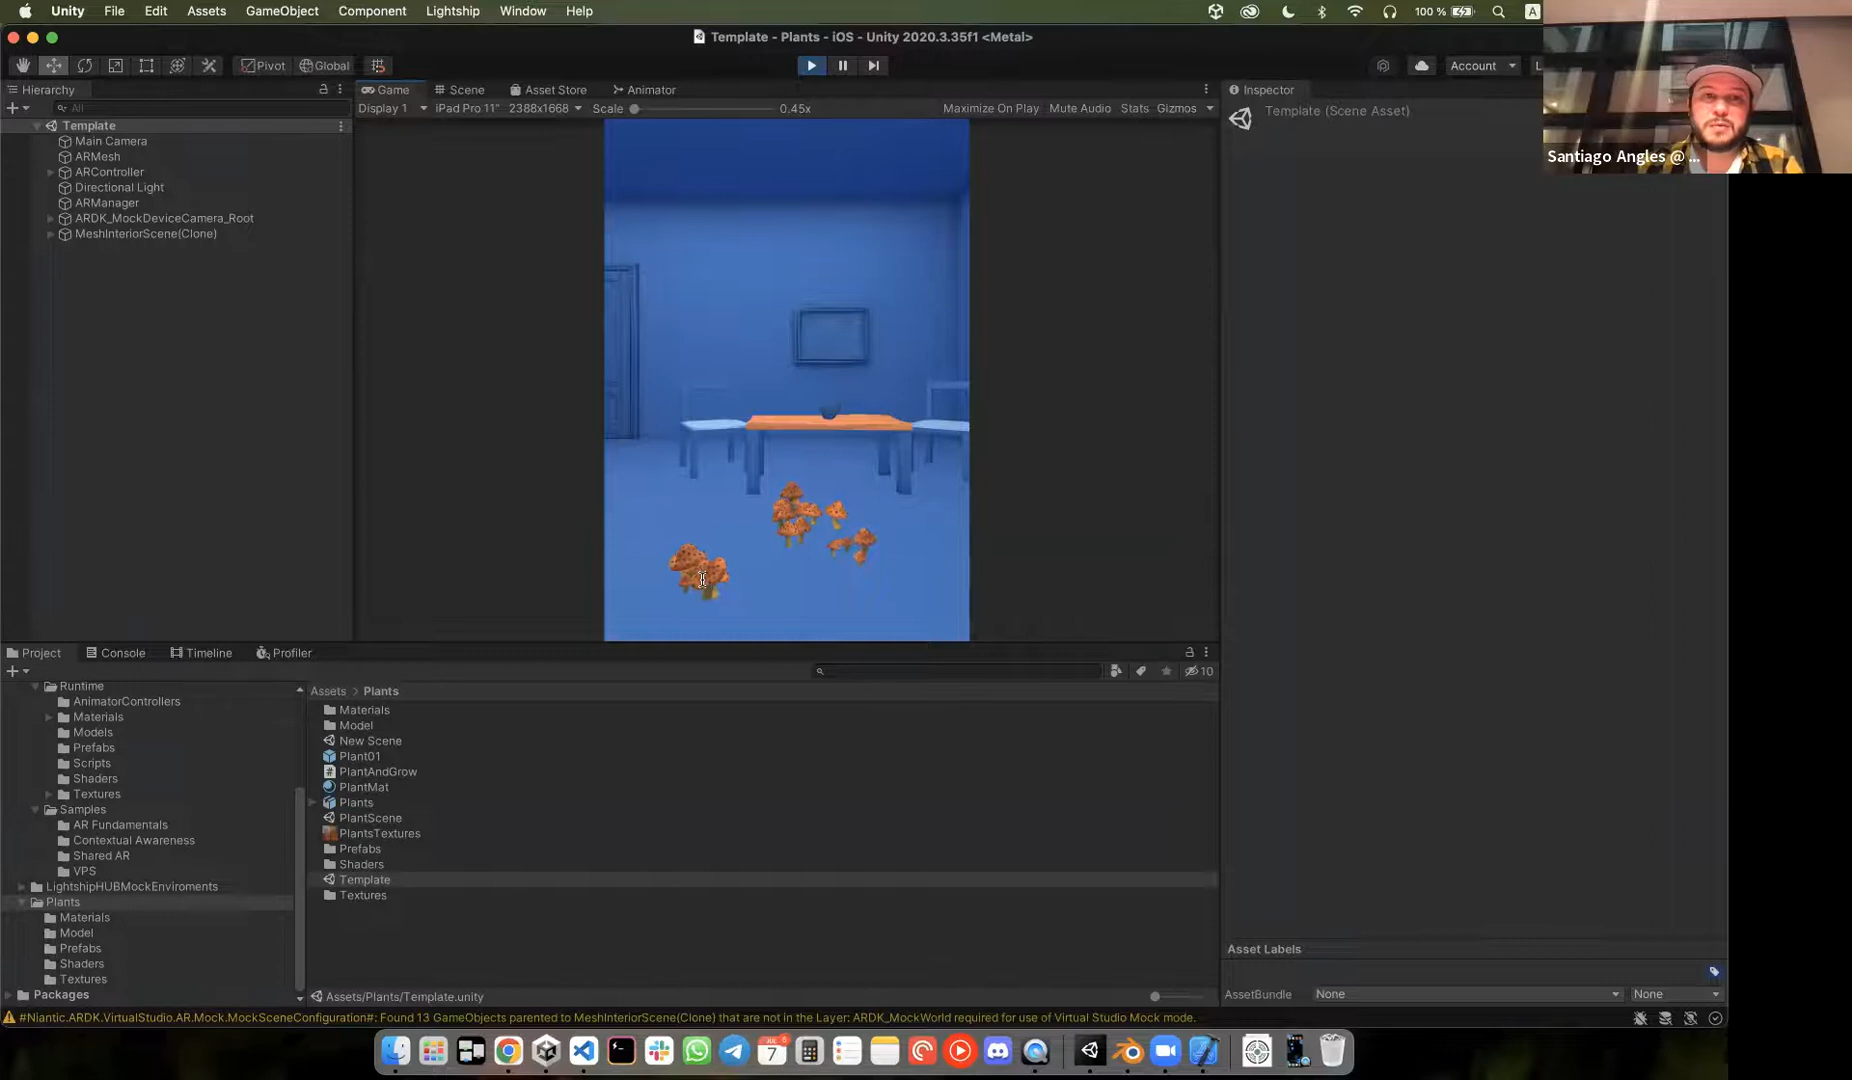 Unity File Edit Assets GameObject Component Lightship Window Help 100 % A
Template - Plants - iOS - Unity 2020.3.35f1 <Metal>
Pivot Global Account L
Hierarchy Game Scene Asset Store Animator Inspector
All Display 1 iPad Pro 11" 2388x1668 Scale 0.45x Maximize On Play Mute Audio Stats Gizmos
Template (Scene Asset)
Template
Main Camera
ARMesh
ARController
Directional Light
ARManager
ARDK_MockDeviceCamera_Root
MeshInteriorScene(Clone)
Santiago Angles @ ...
Project Console Timeline Profiler
10
Runtime
AnimatorControllers
Materials
Models
Prefabs
Scripts
Shaders
Textures
Samples
AR Fundamentals
Contextual Awareness
Shared AR
VPS
LightshipHUBMockEnviroments
Plants
Materials
Model
Prefabs
Shaders
Textures
Packages
Assets > Plants
Materials
Model
New Scene
Plant01
PlantAndGrow
PlantMat
Plants
PlantScene
PlantsTextures
Prefabs
Shaders
Template
Textures
Assets/Plants/Template.unity
Asset Labels
AssetBundle None None
#Niantic.ARDK.VirtualStudio.AR.Mock.MockSceneConfiguration#: Found 13 GameObjects parented to MeshInteriorScene(Clone) that are not in the Layer: ARDK_MockWorld required for use of Virtual Studio Mock mode.
7